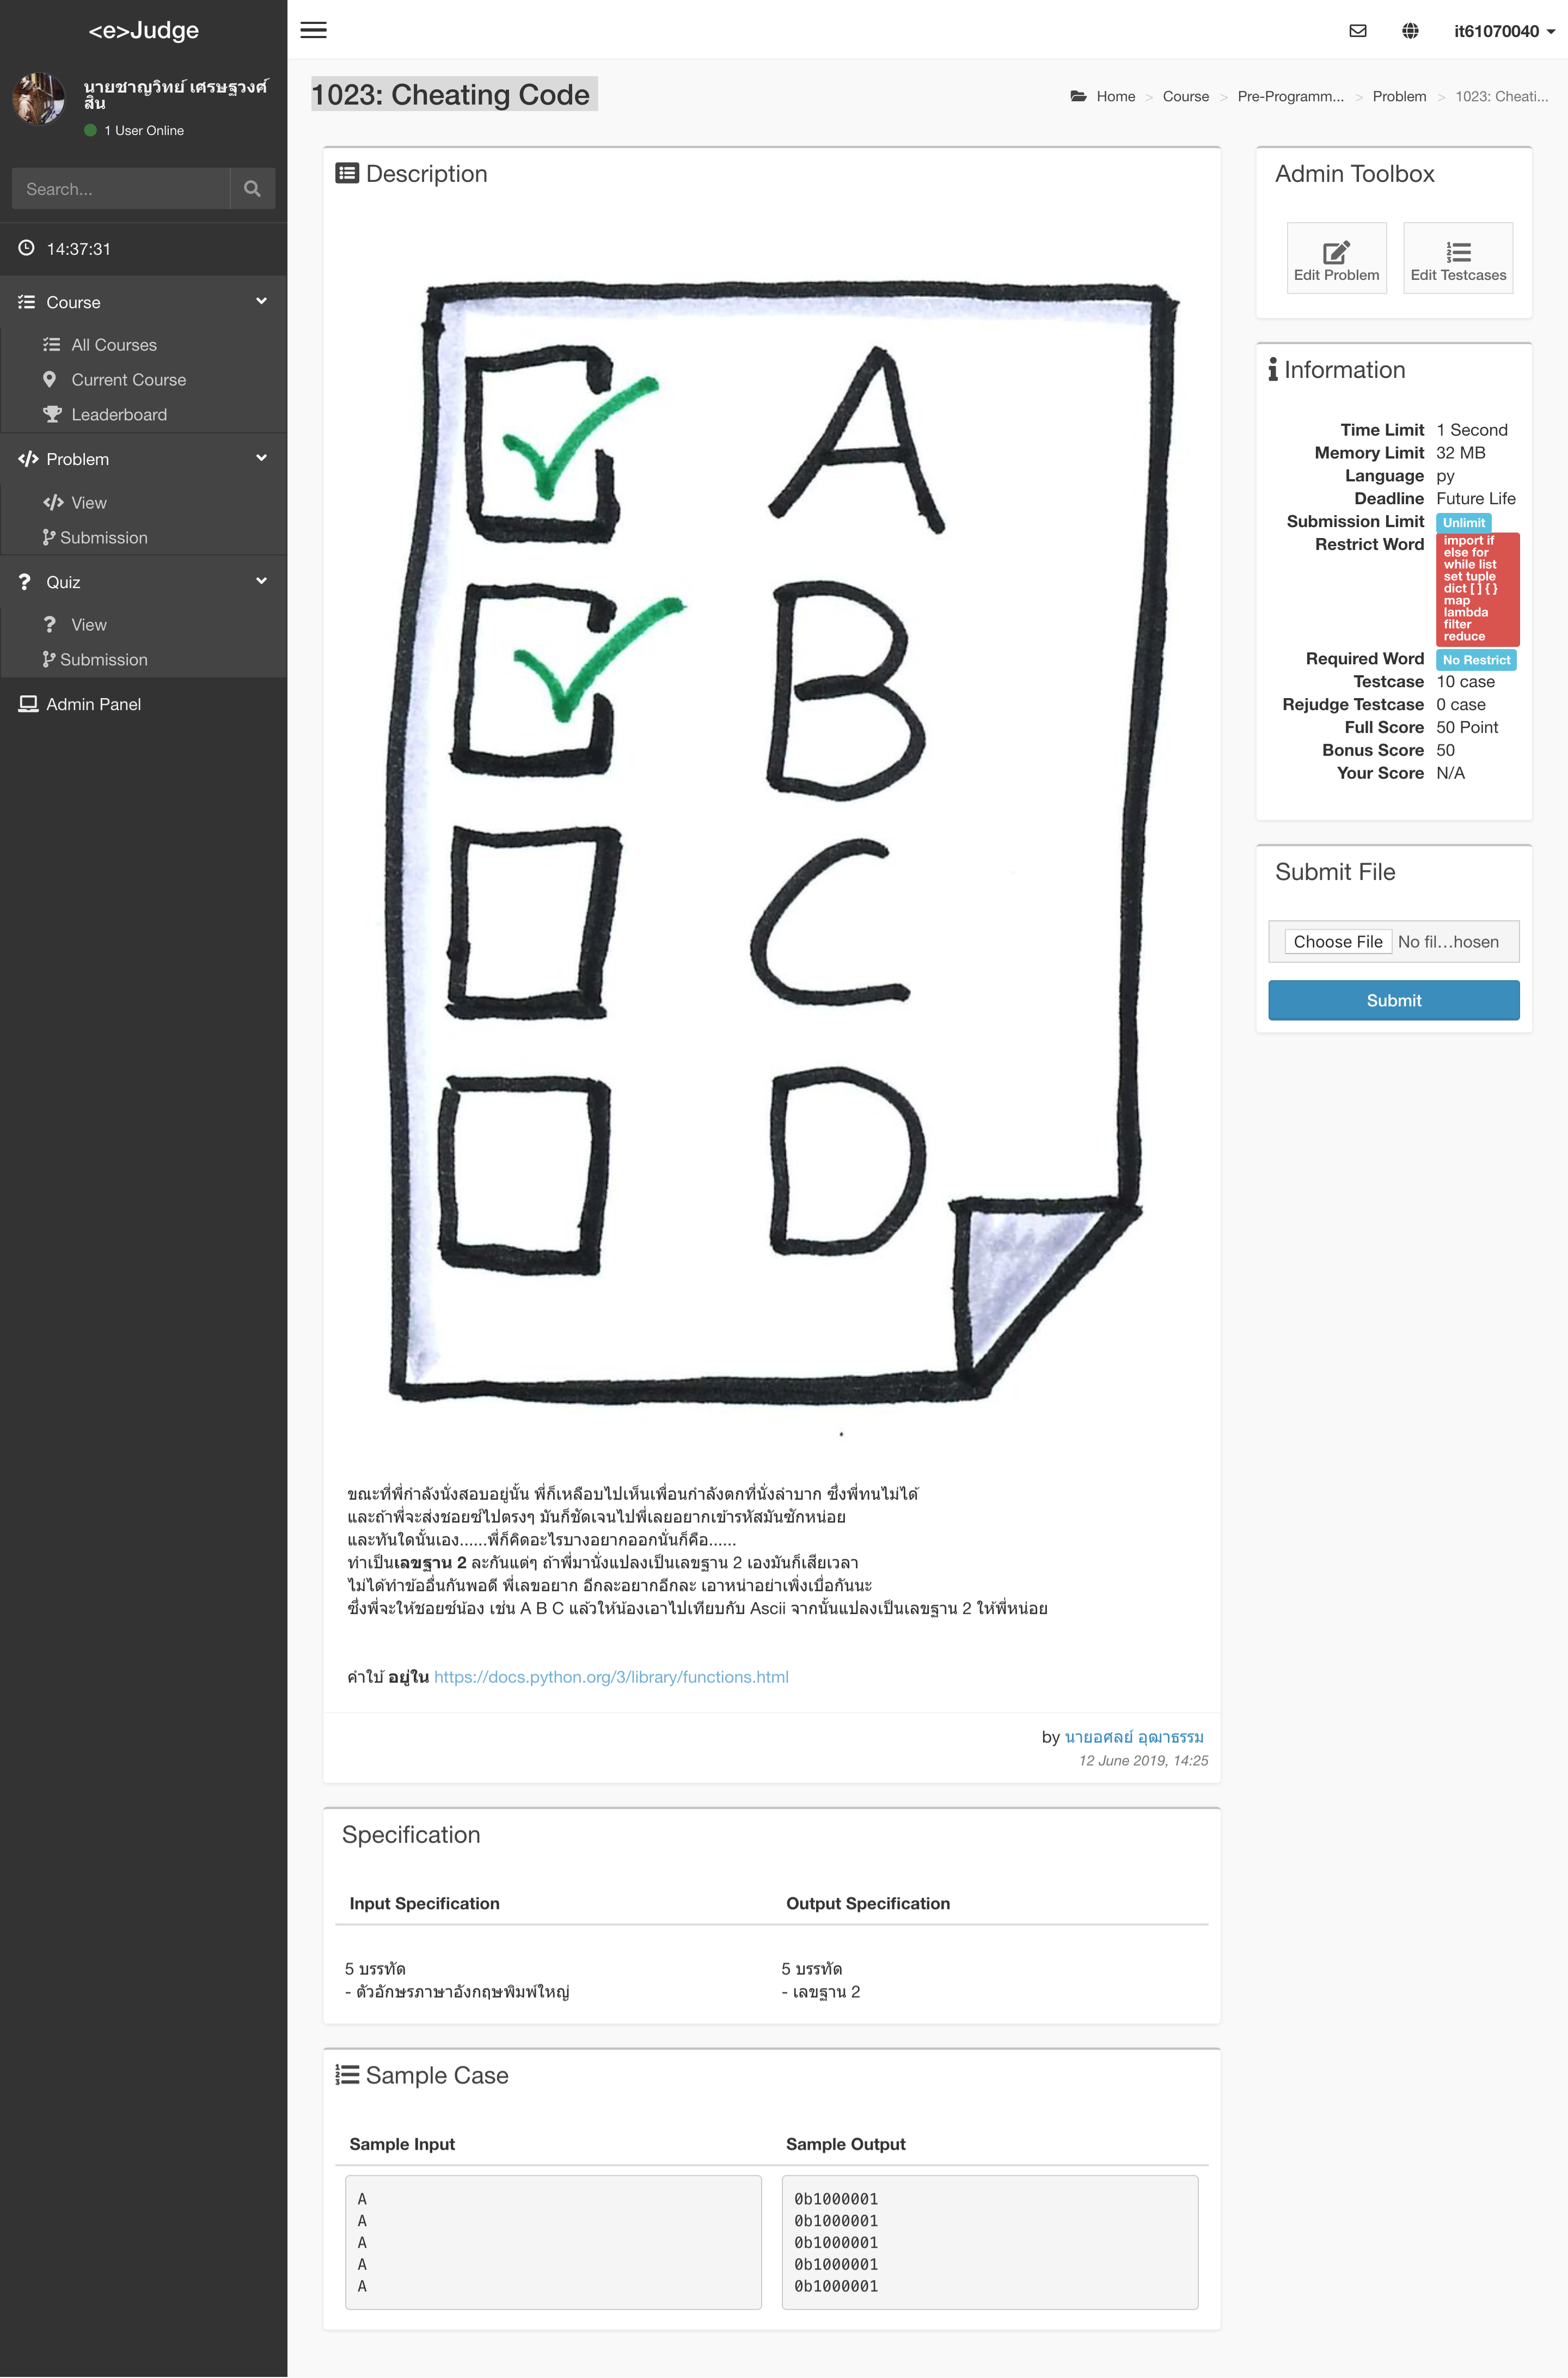 <e>Judge
it61070040
นายชาญวิทย์ เศรษฐวงศ์
สิน
1 User Online
Search...
14:37:31
Course
All Courses
Current Course
Leaderboard
Problem
View
Submission
Quiz
View
Submission
Admin Panel
1023: Cheating Code
Home > Course > Pre-Programm... > Problem > 1023: Cheati...
Description
A
B
C
D
ขณะที่พี่กำลังนั่งสอบอยู่นั้น พี่ก็เหลือบไปเห็นเพื่อนกำลังตกที่นั่งลำบาก ซึ่งพี่ทนไม่ได้
และถ้าพี่จะส่งชอยซ์ไปตรงๆ มันก็ชัดเจนไปพี่เลยอยากเข้ารหัสมันซักหน่อย
และทันใดนั้นเอง......พี่ก็คิดอะไรบางอยากออกนั่นก็คือ......
ทำเป็นเลขฐาน 2 ละกันแต่ๆ ถ้าพี่มานั่งแปลงเป็นเลขฐาน 2 เองมันก็เสียเวลา
ไม่ได้ทำข้ออื่นกันพอดี พี่เลขอยาก อีกละอยากอีกละ เอาหน่าอย่าเพิ่งเบื่อกันนะ
ซึ่งพี่จะให้ชอยซ์น้อง เช่น A B C แล้วให้น้องเอาไปเทียบกับ Ascii จากนั้นแปลงเป็นเลขฐาน 2 ให้พี่หน่อย
คำใบ้ อยู่ใน https://docs.python.org/3/library/functions.html
by นายอศลย์ อุฒาธรรม
12 June 2019, 14:25
Specification
Input Specification
5 บรรทัด
- ตัวอักษรภาษาอังกฤษพิมพ์ใหญ่
Output Specification
5 บรรทัด
- เลขฐาน 2
Sample Case
Sample Input
A
A
A
A
A
Sample Output
0b1000001
0b1000001
0b1000001
0b1000001
0b1000001
Admin Toolbox
Edit Problem
Edit Testcases
Information
Time Limit 1 Second
Memory Limit 32 MB
Language py
Deadline Future Life
Submission Limit Unlimit
Restrict Word import if
else for
while list
set tuple
dict [ ] { }
map
lambda
filter
reduce
Required Word No Restrict
Testcase 10 case
Rejudge Testcase 0 case
Full Score 50 Point
Bonus Score 50
Your Score N/A
Submit File
Choose File No fil...hosen
Submit